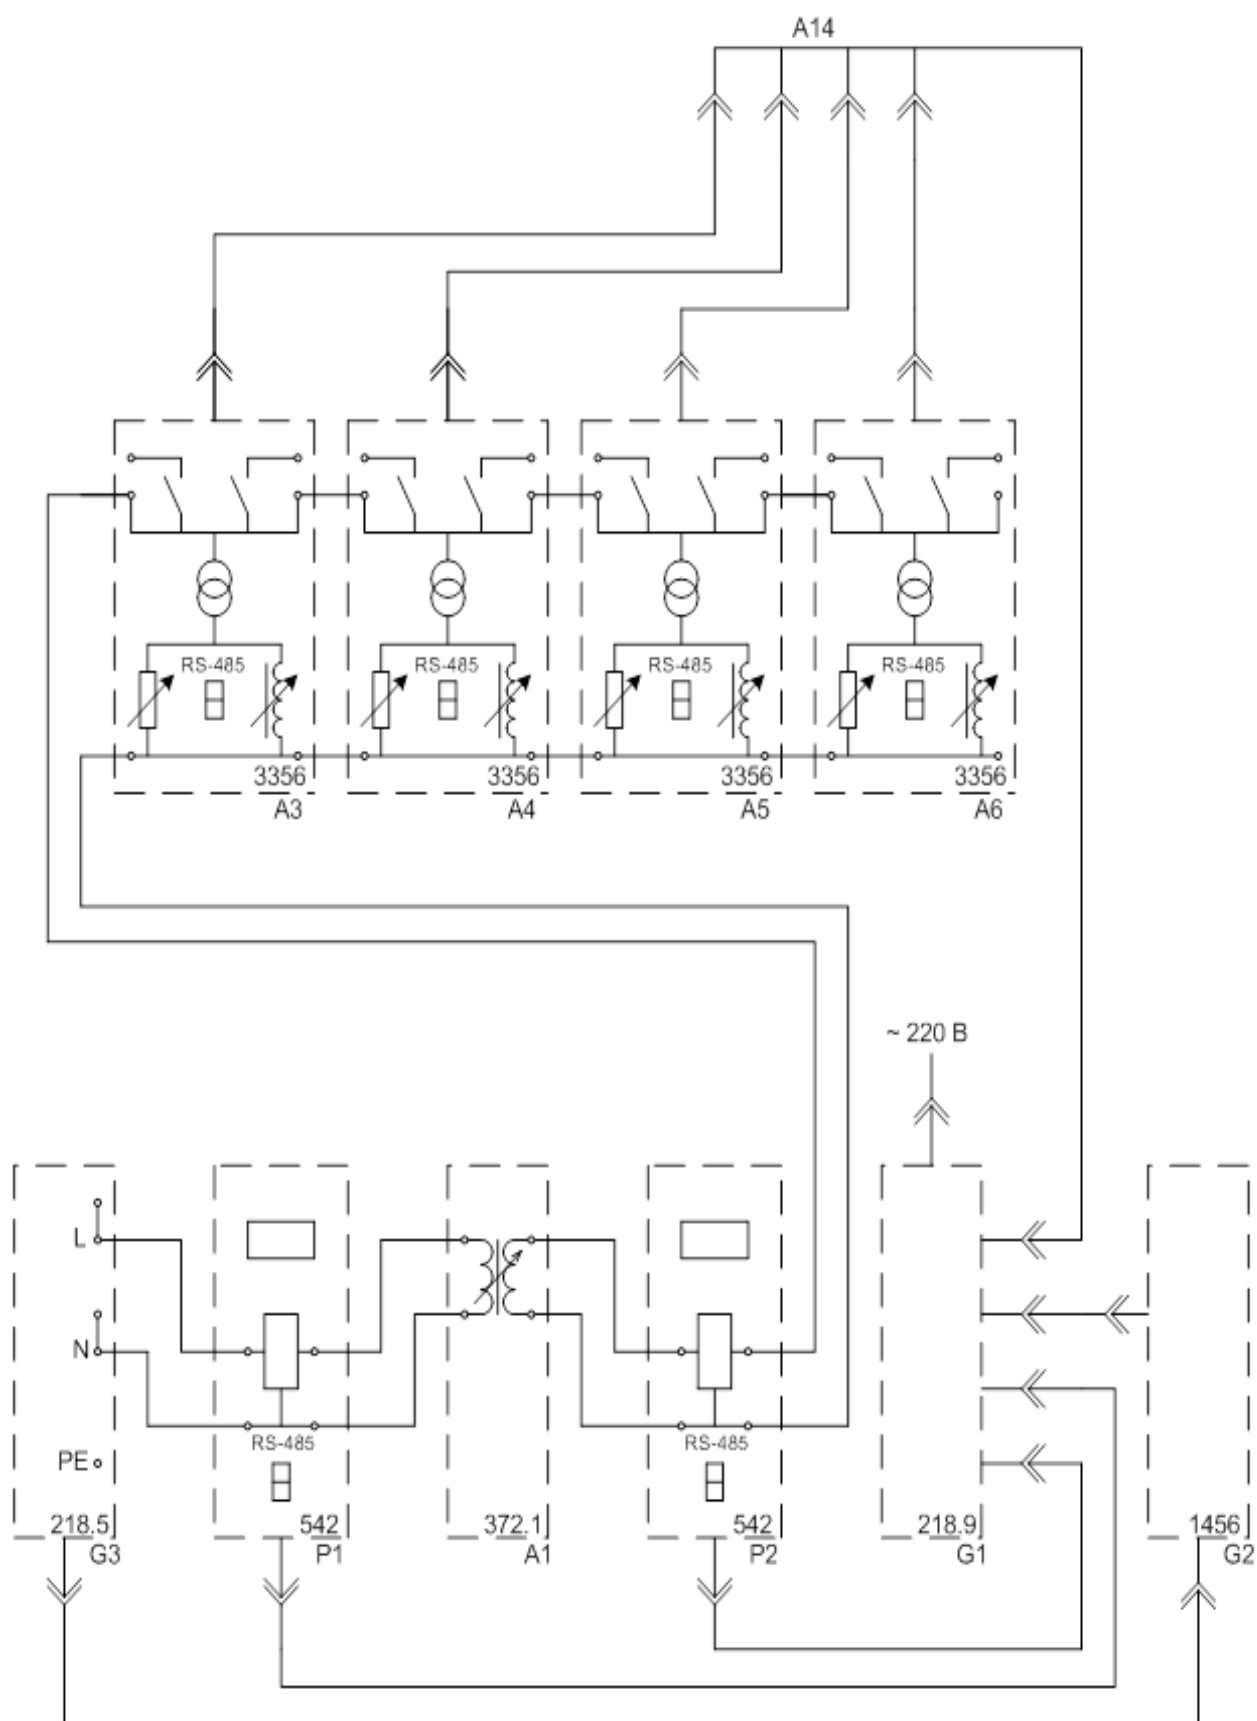 A14
RS-485 RS-485 RS-485 RS-485
3356 3356 3356 3356
A3 A4 A5 A6
~ 220 В
L
N
RS-485 RS-485
PE
218.5 542 372.1 542 218.9 1456
G3 P1 A1 P2 G1 G2